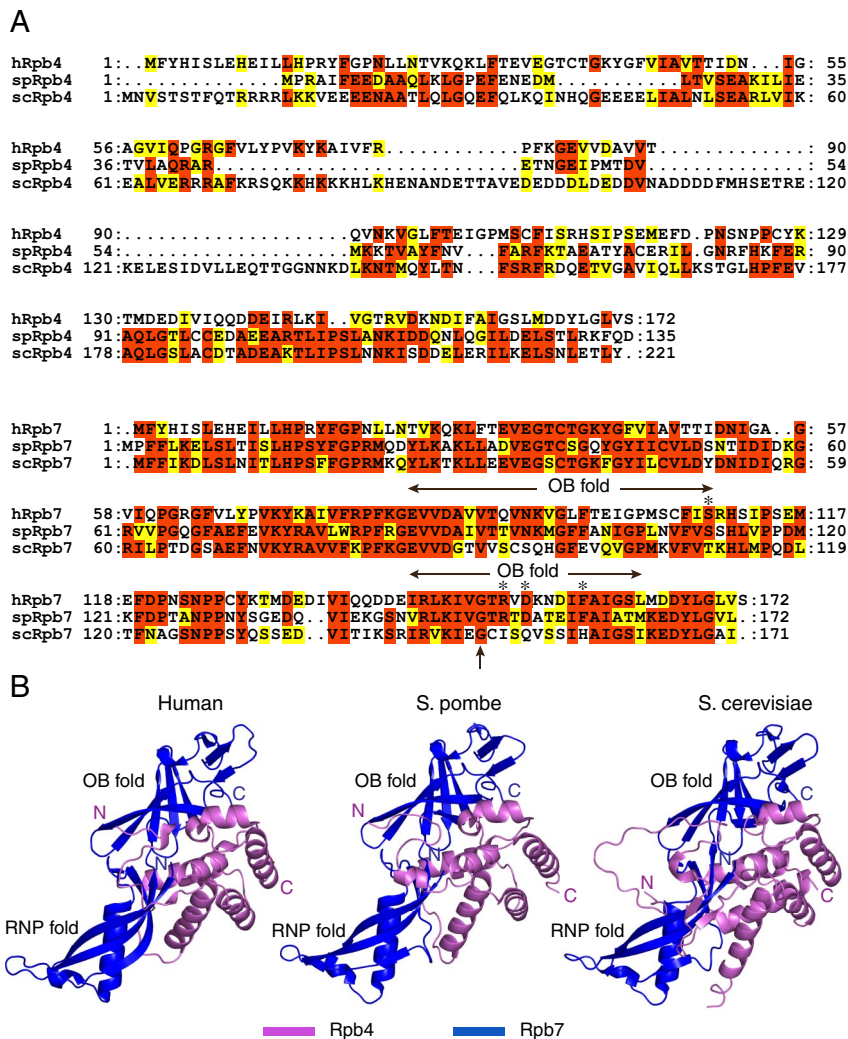 A
hRpb4 1:..MFYHISLEHEILLHPRYFGPNLLNTVKQKLFTEVEGTCTGKYGFVIAVTTIDN...IG: 55
spRpb4 1:..............MPRAIFEEDAAQLKLGPEFENEDM...........LTVSEAKILIE: 35
scRpb4 1:MNVSTSTFQTRRRRLKKVEEEENAATLQLGQEFQLKQINHQGEEEELIALNLSEARLVIK: 60
hRpb4 56:AGVIQPGRGFVLYPVKYKAIVFR............PFKGEVVDAVVT.............: 90
spRpb4 36:TVLAQRAR...........................ETNGEIPMTDV..............: 54
scRpb4 61:EALVERRRAFKRSQKKHKKKHLKHENANDETTAVEDEDDDLDEDDVNADDDDFMHSETRE:120
hRpb4 90:....................QVNKVGLFTEIGPMSCFISRHSIPSEMEFD.PNSNPPCYK:129
spRpb4 54:....................MKKTVAYFNV...FARFKTAEATYACERIL.GNRFHKFER: 90
scRpb4 121:KELESIDVLLEQTTGGNNKDLKNTMQYLTN...FSRFRDQETVGAVIQLLKSTGLHPFEV:177
hRpb4 130:TMDEDIVIQQDDEIRLKI..VGTRVDKNDIFAIGSLMDDYLGLVS:172
spRpb4 91:AQLGTLCCEDAEEARTLIPSLANKIDDQNLQGILDELSTLRKFQD:135
scRpb4 178:AQLGSLACDTADEAKTLIPSLNNKISDDELERILKELSNLETLY.:221
hRpb7 1:.MFYHISLEHEILLHPRYFGPNLLNTVKQKLFTEVEGTCTGKYGFVIAVTTIDNIGA..G: 57
spRpb7 1:MPFFLKELSLTISLHPSYFGPRMQDYLKAKLLADVEGTCSGQYGYIICVLDSNTIDIDKG: 60
scRpb7 1:.MFFIKDLSLNITLHPSFFGPRMKQYLKTKLLEEVEGSCTGKFGYILCVLDYDNIDIQRG: 59
OB fold
*
hRpb7 58:VIQPGRGFVLYPVKYKAIVFRPFKGEVVDAVVTQVNKVGLFTEIGPMSCFISRHSIPSEM:117
spRpb7 61:RVVPGQGFAEFEVKYRAVLWRPFRGEVVDAIVTTVNKMGFFANIGPLNVFVSSHLVPPDM:120
scRpb7 60:RILPTDGSAEFNVKYRAVVFKPFKGEVVDGTVVSCSQHGFEVQVGPMKVFVTKHLMPQDL:119
OB fold
* * *
hRpb7 118:EFDPNSNPPCYKTMDEDIVIQQDDEIRLKIVGTRVDKNDIFAIGSLMDDYLGLVS:172
spRpb7 121:KFDPTANPPNYSGEDQ..VIEKGSNVRLKIVGTRTDATEIFAIATMKEDYLGVL.:172
scRpb7 120:TFNAGSNPPSYQSSED..VITIKSRIRVKIEGCISQVSSIHAIGSIKEDYLGAI.:171
B
Human S. pombe S. cerevisiae
OB fold OB fold OB fold
C C C
N N
N N N
N
C C C
RNP fold RNP fold RNP fold
Rpb4 Rpb7